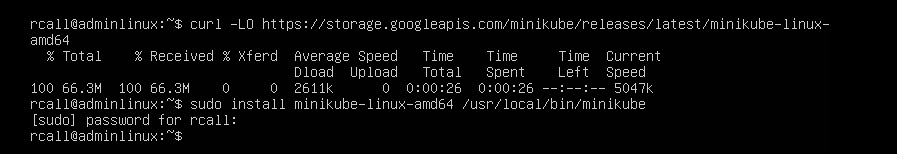 rcall@adminlinux:~$ curl -LO https://storage.googleapis.com/minikube/releases/latest/minikube-linux-
amd64
  % Total    % Received % Xferd  Average Speed   Time    Time     Time  Current
                                 Dload  Upload   Total   Spent    Left  Speed
100 66.3M  100 66.3M    0     0  2611k      0  0:00:26  0:00:26 --:--:-- 5047k
rcall@adminlinux:~$ sudo install minikube-linux-amd64 /usr/local/bin/minikube
[sudo] password for rcall:
rcall@adminlinux:~$